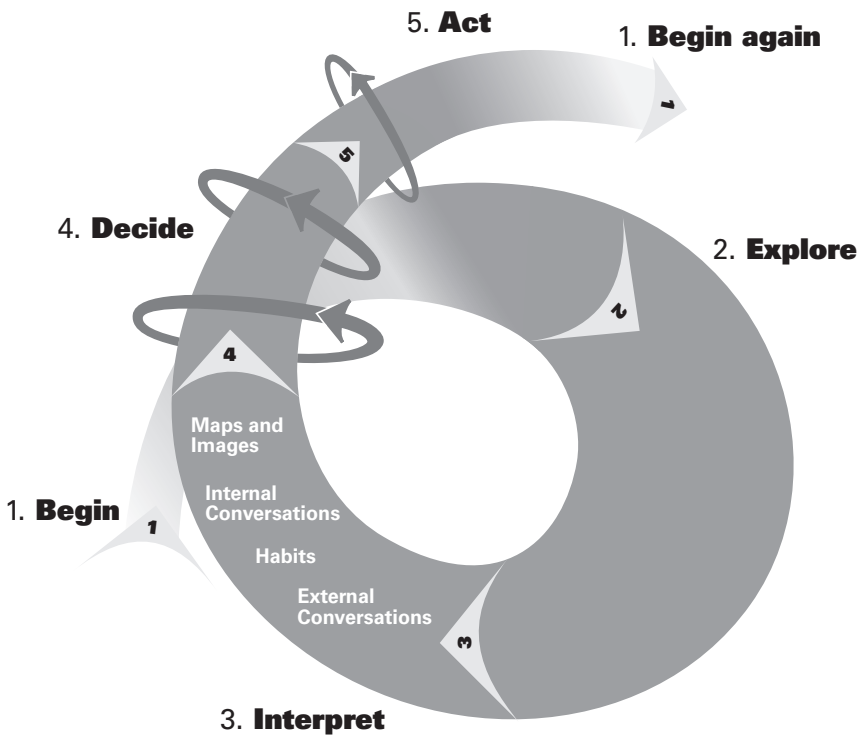 5. Act
1. Begin again
5
1
4. Decide
2. Explore
2
4
Maps and
Images
Internal
Conversations
1. Begin
1
Habits
External
Conversations
3
3. Interpret